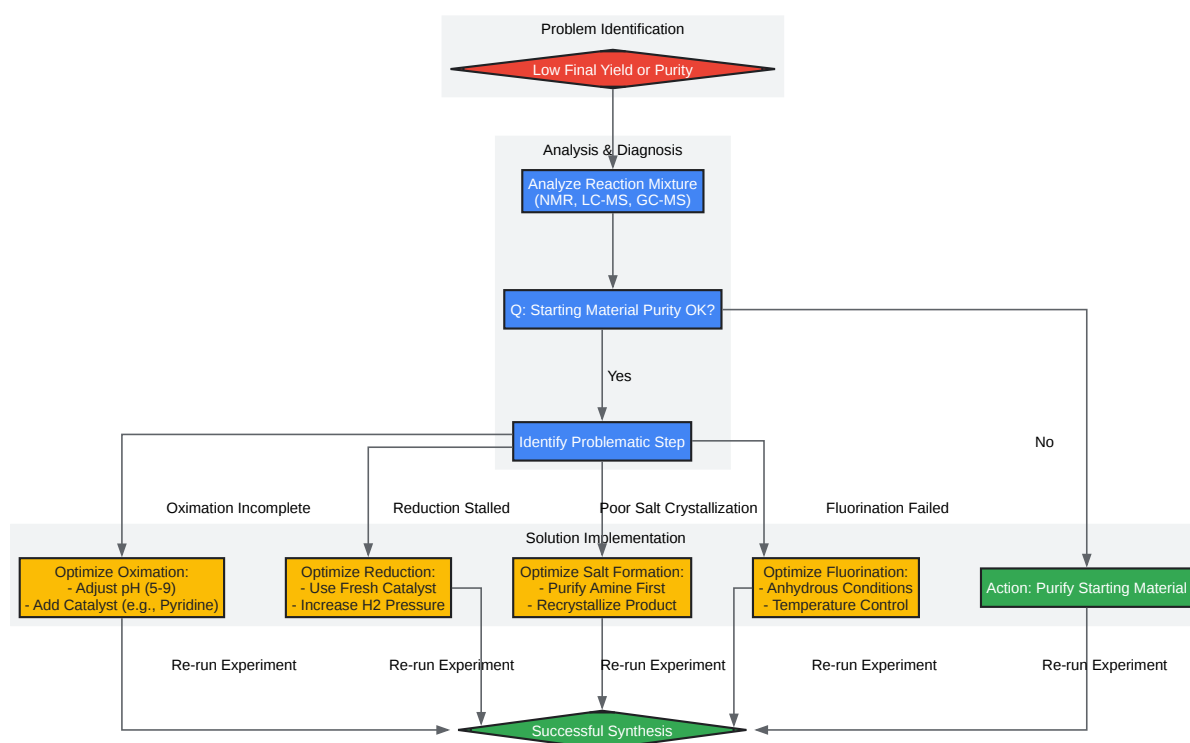 Problem Identification
Low Final Yield or Purity
Analysis & Diagnosis
Analyze Reaction Mixture
(NMR, LC-MS, GC-MS)
Q: Starting Material Purity OK?
Yes
Identify Problematic Step
No
Oximation Incomplete
Reduction Stalled
Poor Salt Crystallization
Fluorination Failed
Solution Implementation
Optimize Oximation:
- Adjust pH (5-9)
- Add Catalyst (e.g., Pyridine)
Optimize Reduction:
- Use Fresh Catalyst
- Increase H2 Pressure
Optimize Salt Formation:
- Purify Amine First
- Recrystallize Product
Optimize Fluorination:
- Anhydrous Conditions
- Temperature Control
Action: Purify Starting Material
Re-run Experiment
Re-run Experiment
Re-run Experiment
Re-run Experiment
Re-run Experiment
Successful Synthesis